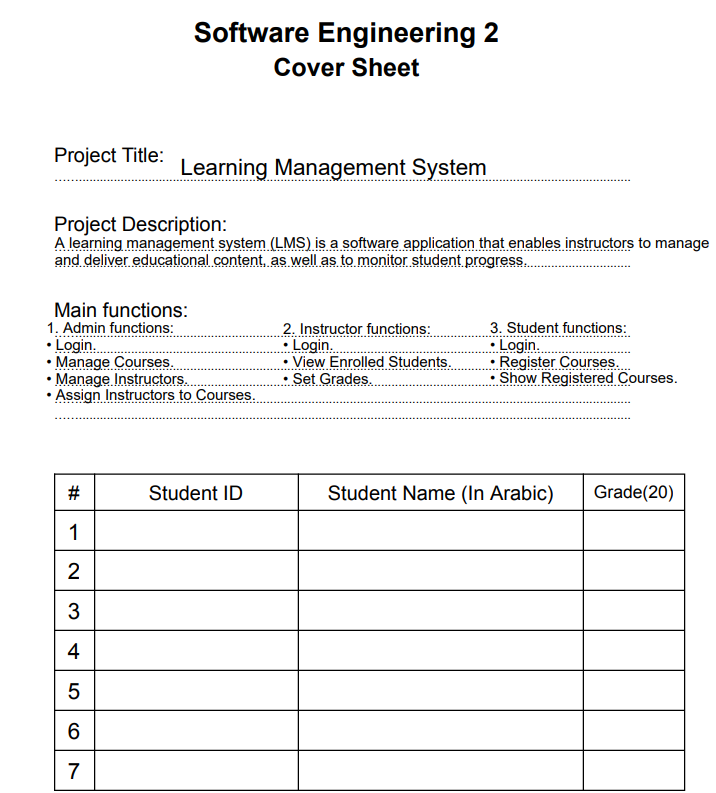 Software Engineering 2
Cover Sheet
Project Title: Learning Management System
Project Description:
A learning management system (LMS) is a software application that enables instructors to manage
and deliver educational content, as well as to monitor student progress.
Main functions:
1. Admin functions:
• Login.
• Manage Courses.
• Manage Instructors.
• Assign Instructors to Courses.
2. Instructor functions:
• Login.
• View Enrolled Students.
• Set Grades.
3. Student functions:
• Login.
• Register Courses.
• Show Registered Courses.
# Student ID Student Name (In Arabic) Grade(20)
1
2
3
4
5
6
7